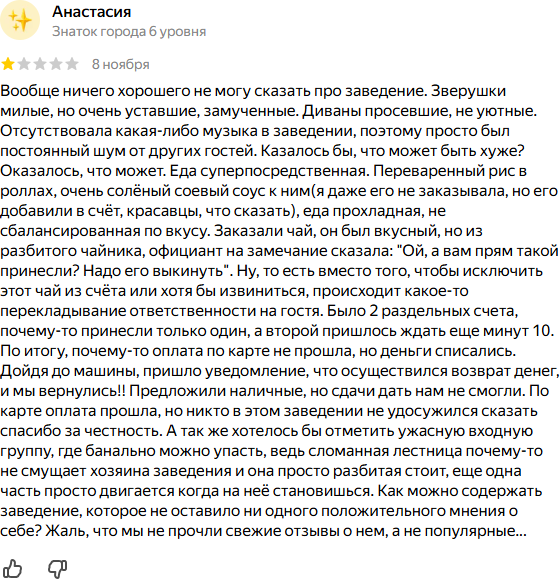 Анастасия
Знаток города 6 уровня
8 ноября
Вообще ничего хорошего не могу сказать про заведение. Зверушки
милые, но очень уставшие, замученные. Диваны просевшие, не уютные.
Отсутствовала какая-либо музыка в заведении, поэтому просто был
постоянный шум от других гостей. Казалось бы, что может быть хуже?
Оказалось, что может. Еда суперпосредственная. Переваренный рис в
роллах, очень солёный соевый соус к ним(я даже его не заказывала, но его
добавили в счёт, красавцы, что сказать), еда прохладная, не
сбалансированная по вкусу. Заказали чай, он был вкусный, но из
разбитого чайника, официант на замечание сказала: "Ой, а вам прям такой
принесли? Надо его выкинуть". Ну, то есть вместо того, чтобы исключить
этот чай из счёта или хотя бы извиниться, происходит какое-то
перекладывание ответственности на гостя. Было 2 раздельных счета,
почему-то принесли только один, а второй пришлось ждать еще минут 10.
По итогу, почему-то оплата по карте не прошла, но деньги списались.
Дойдя до машины, пришло уведомление, что осуществился возврат денег,
и мы вернулись!! Предложили наличные, но сдачи дать нам не смогли. По
карте оплата прошла, но никто в этом заведении не удосужился сказать
спасибо за честность. А так же хотелось бы отметить ужасную входную
группу, где банально можно упасть, ведь сломанная лестница почему-то
не смущает хозяина заведения и она просто разбитая стоит, еще одна
часть просто двигается когда на неё становишься. Как можно содержать
заведение, которое не оставило ни одного положительного мнения о
себе? Жаль, что мы не прочли свежие отзывы о нем, а не популярные...